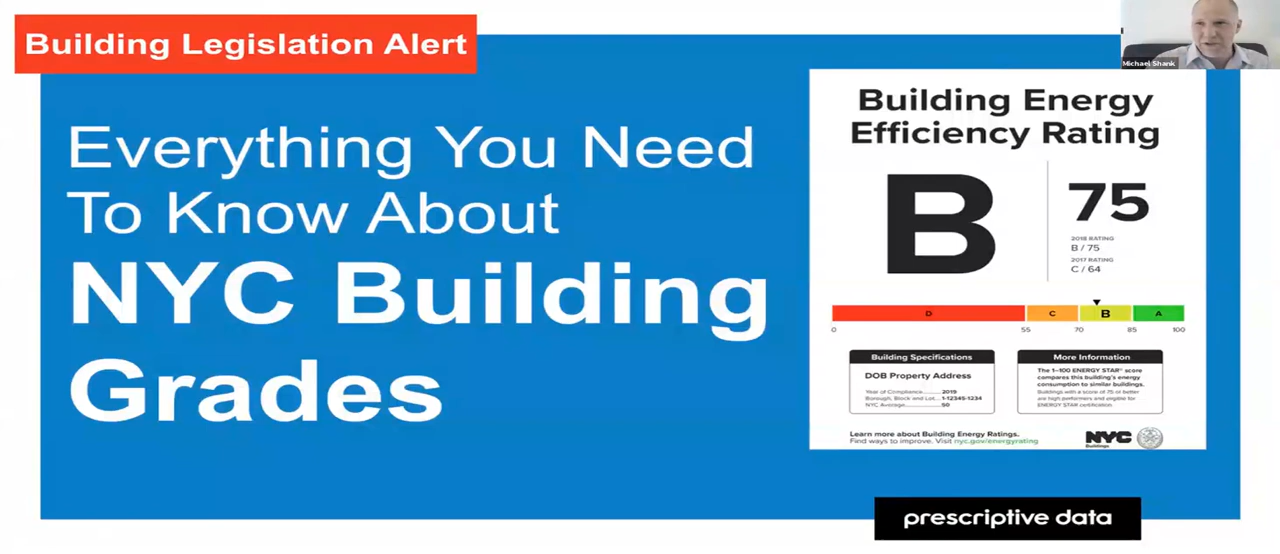 Building Legislation Alert
Michael Shank
Everything You Need
To Know About
NYC Building
Grades
Building Energy
Efficiency Rating
B
75
2018 RATING
B / 75
2017 RATING
C / 64
D
C
B
A
0
55
70
85
100
Building Specifications
DOB Property Address
Year of Compliance.......2019
Borough, Block and Lot...1-12345-1234
NYC Average................50
More Information
The 1–100 ENERGY STAR® score
compares this building's energy
consumption to similar buildings.
Buildings with a score of 75 or better
are high performers and eligible for
ENERGY STAR certification.
Learn more about Building Energy Ratings.
Find ways to improve. Visit nyc.gov/energyrating
NYC
Buildings
prescriptive data